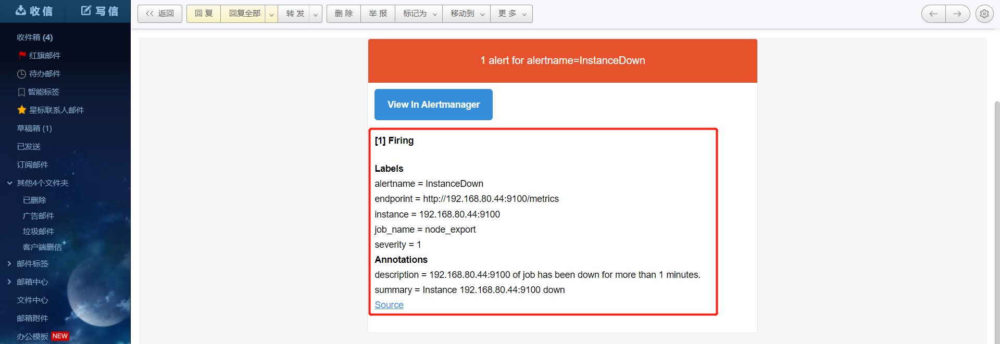 收信 写信
收件箱 (4)
红旗邮件
待办邮件
智能标签
星标联系人邮件
草稿箱 (1)
已发送
订阅邮件
其他4个文件夹
已删除
广告邮件
垃圾邮件
客户端删信
邮件标签
邮箱中心
文件中心
邮箱附件
办公模板 NEW
<< 返回 回复 回复全部 转发 删除 举报 标记为 移动到 更多
1 alert for alertname=InstanceDown
View In Alertmanager
[1] Firing
Labels
alertname = InstanceDown
endporint = http://192.168.80.44:9100/metrics
instance = 192.168.80.44:9100
job_name = node_export
severity = 1
Annotations
description = 192.168.80.44:9100 of job has been down for more than 1 minutes.
summary = Instance 192.168.80.44:9100 down
Source